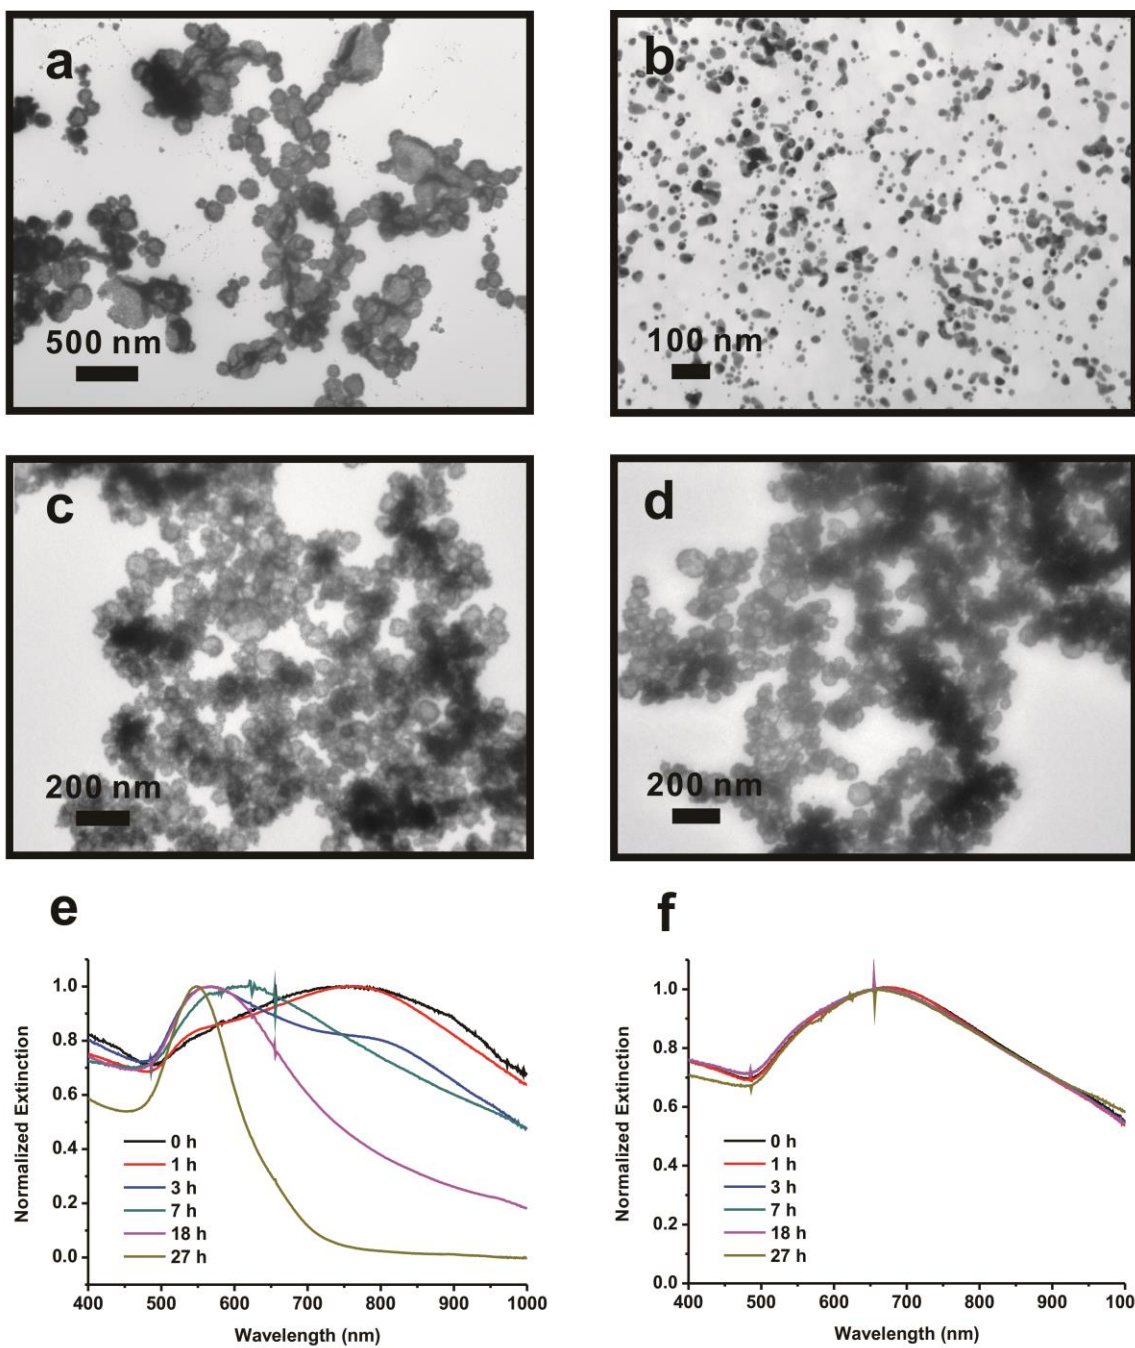 a
b
500 nm
100 nm
c
d
200 nm
200 nm
e
f
1.0
0.8
0.6
0.4
0.2
0.0
Normalized Extinction
0 h
1 h
3 h
7 h
18 h
27 h
400 500 600 700 800 900 1000
Wavelength (nm)
1.0
0.8
0.6
0.4
0.2
0.0
Normalized Extinction
0 h
1 h
3 h
7 h
18 h
27 h
400 500 600 700 800 900 100
Wavelength (nm)